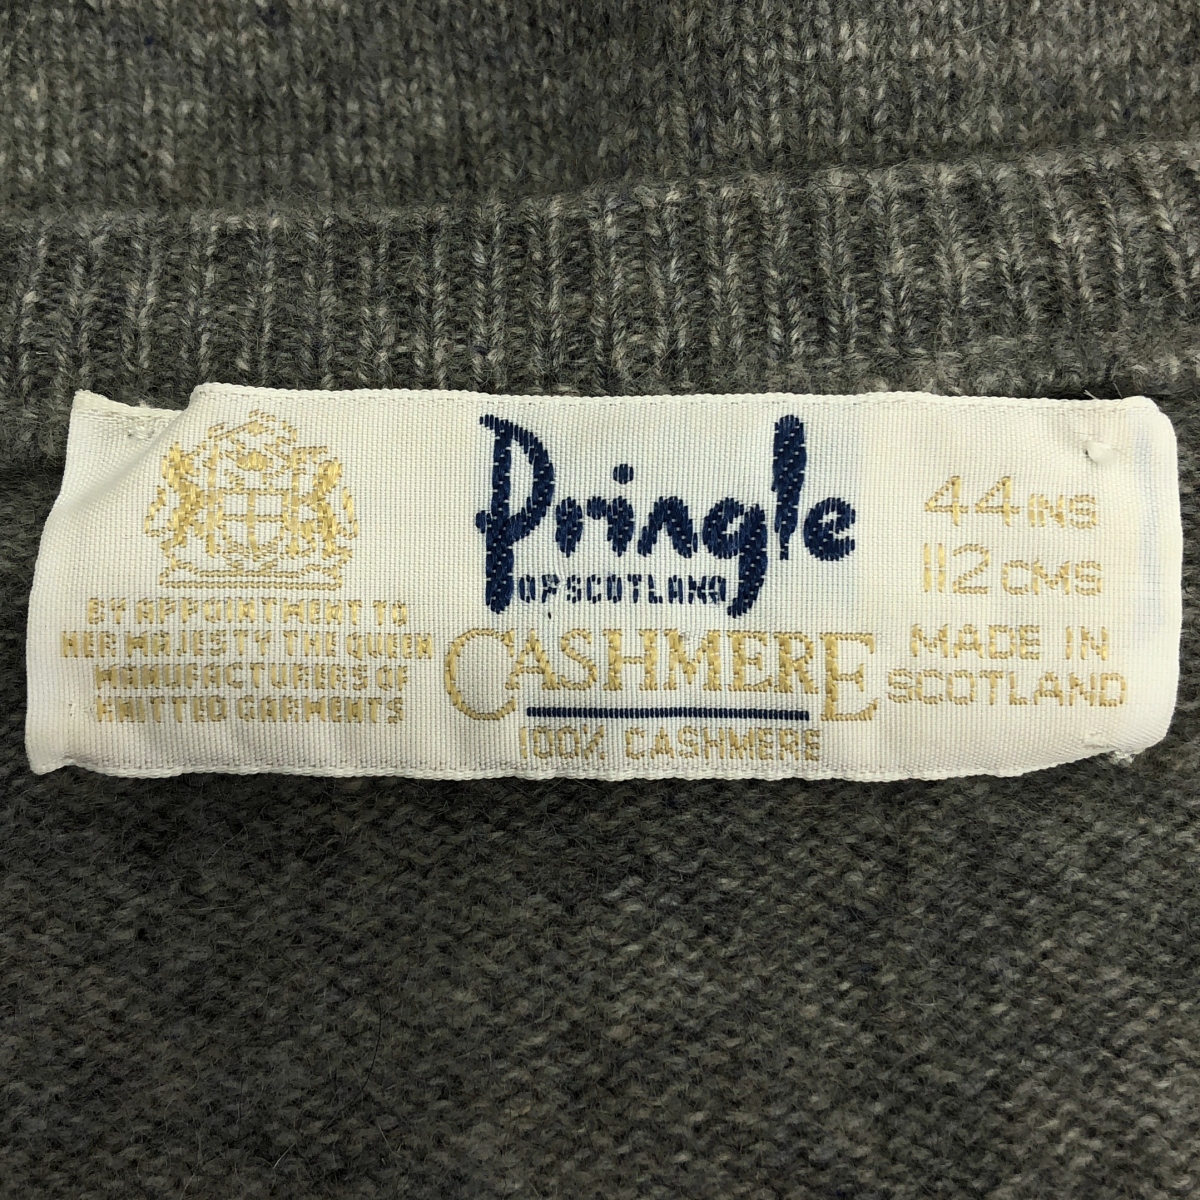 BY APPOINTMENT TO
HER MAJESTY THE QUEEN
MANUFACTURERS OF
KNITTED GARMENTS
Pringle
OF SCOTLAND
CASHMERE
100% CASHMERE
44 INS
112 CMS
MADE IN
SCOTLAND